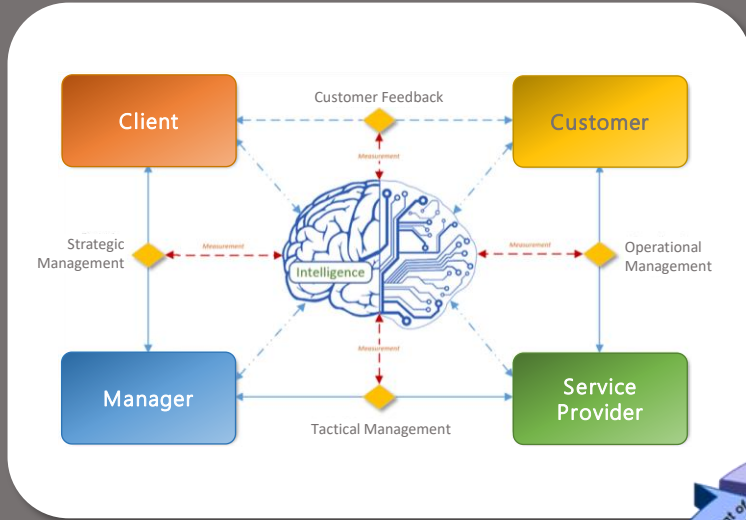 Customer Feedback
Client
Customer
Measurement
Strategic
Management
Measurement
Intelligence
Measurement
Operational
Management
Measurement
Manager
Service
Provider
Tactical Management